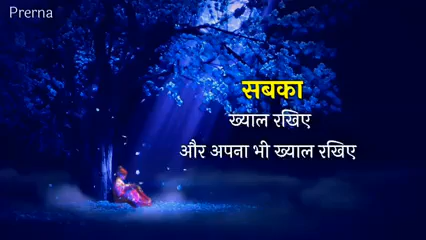 Prerna
सबका
ख्याल रखिए
और अपना भी ख्याल रखिए